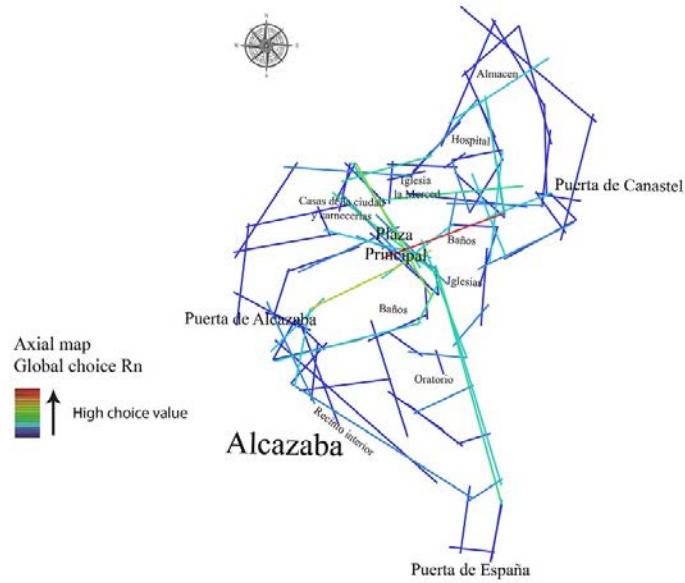 Almacen
Hospital
Iglesia
la Merced
Puerta de Canastel
Casas de la ciudad
y carnecerias
Plaza
Principal
Baños
Iglesias
Baños
Puerta de Alcazaba
Axial map
Global choice Rn
High choice value
Oratorio
Recinto interior
Alcazaba
Puerta de España